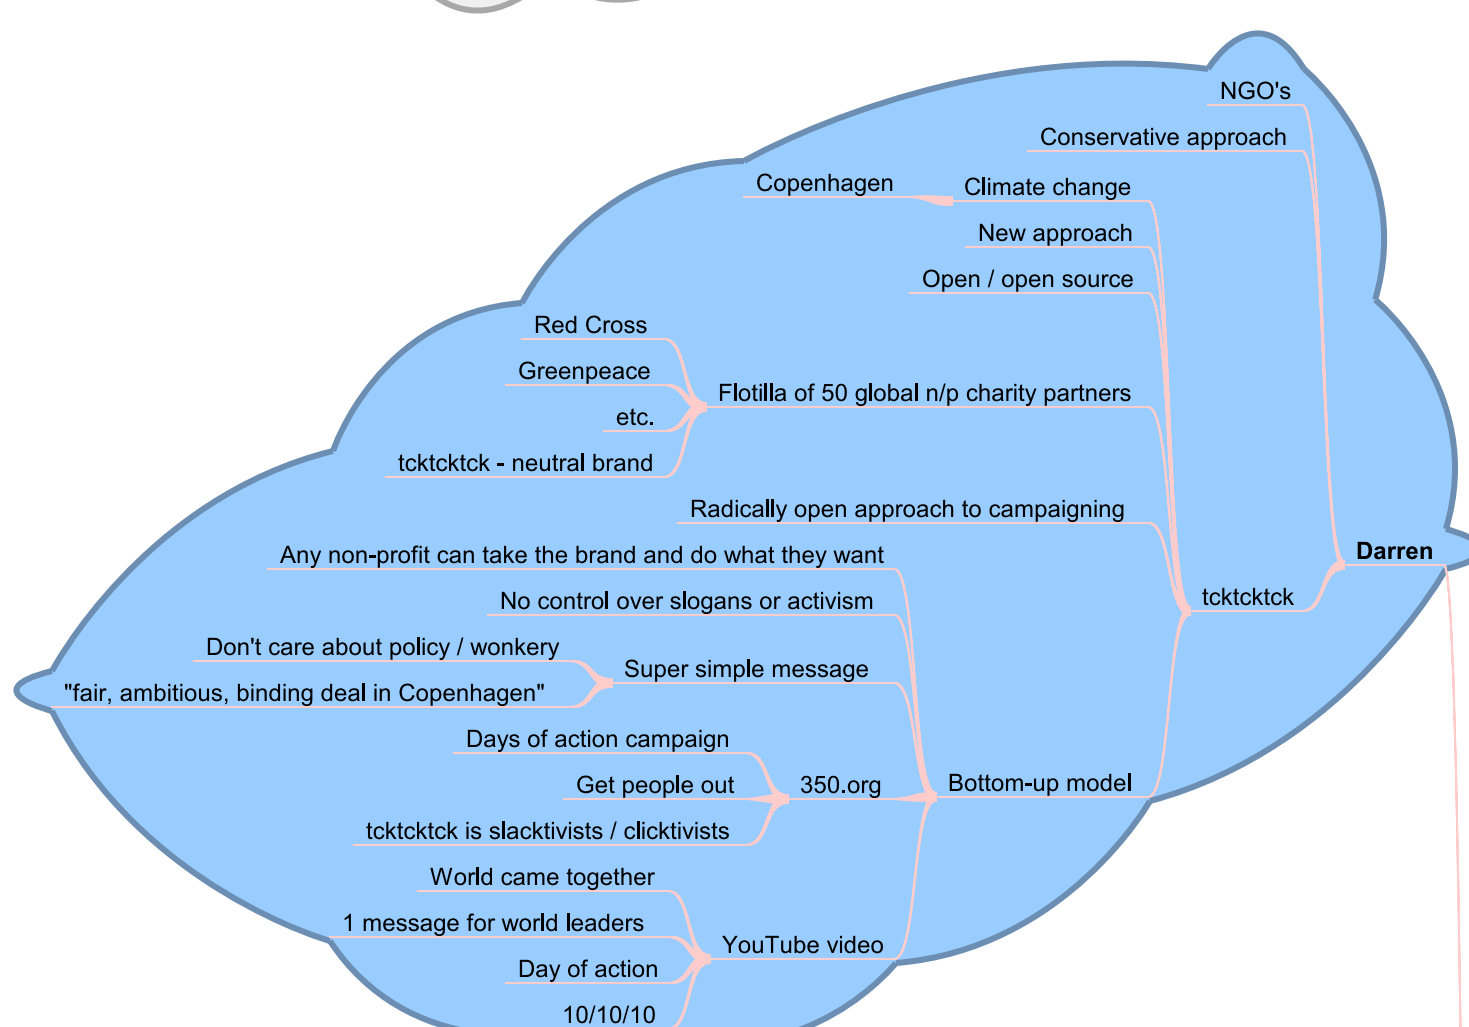 NGO's
Conservative approach
Copenhagen
Climate change
New approach
Open / open source
Red Cross
Greenpeace
etc.
tcktcktck - neutral brand
Flotilla of 50 global n/p charity partners
Radically open approach to campaigning
Any non-profit can take the brand and do what they want
No control over slogans or activism
Don't care about policy / wonkery
"fair, ambitious, binding deal in Copenhagen"
Super simple message
Days of action campaign
Get people out
tcktcktck is slacktivists / clicktivists
350.org
World came together
1 message for world leaders
Day of action
10/10/10
YouTube video
Bottom-up model
tcktcktck
Darren